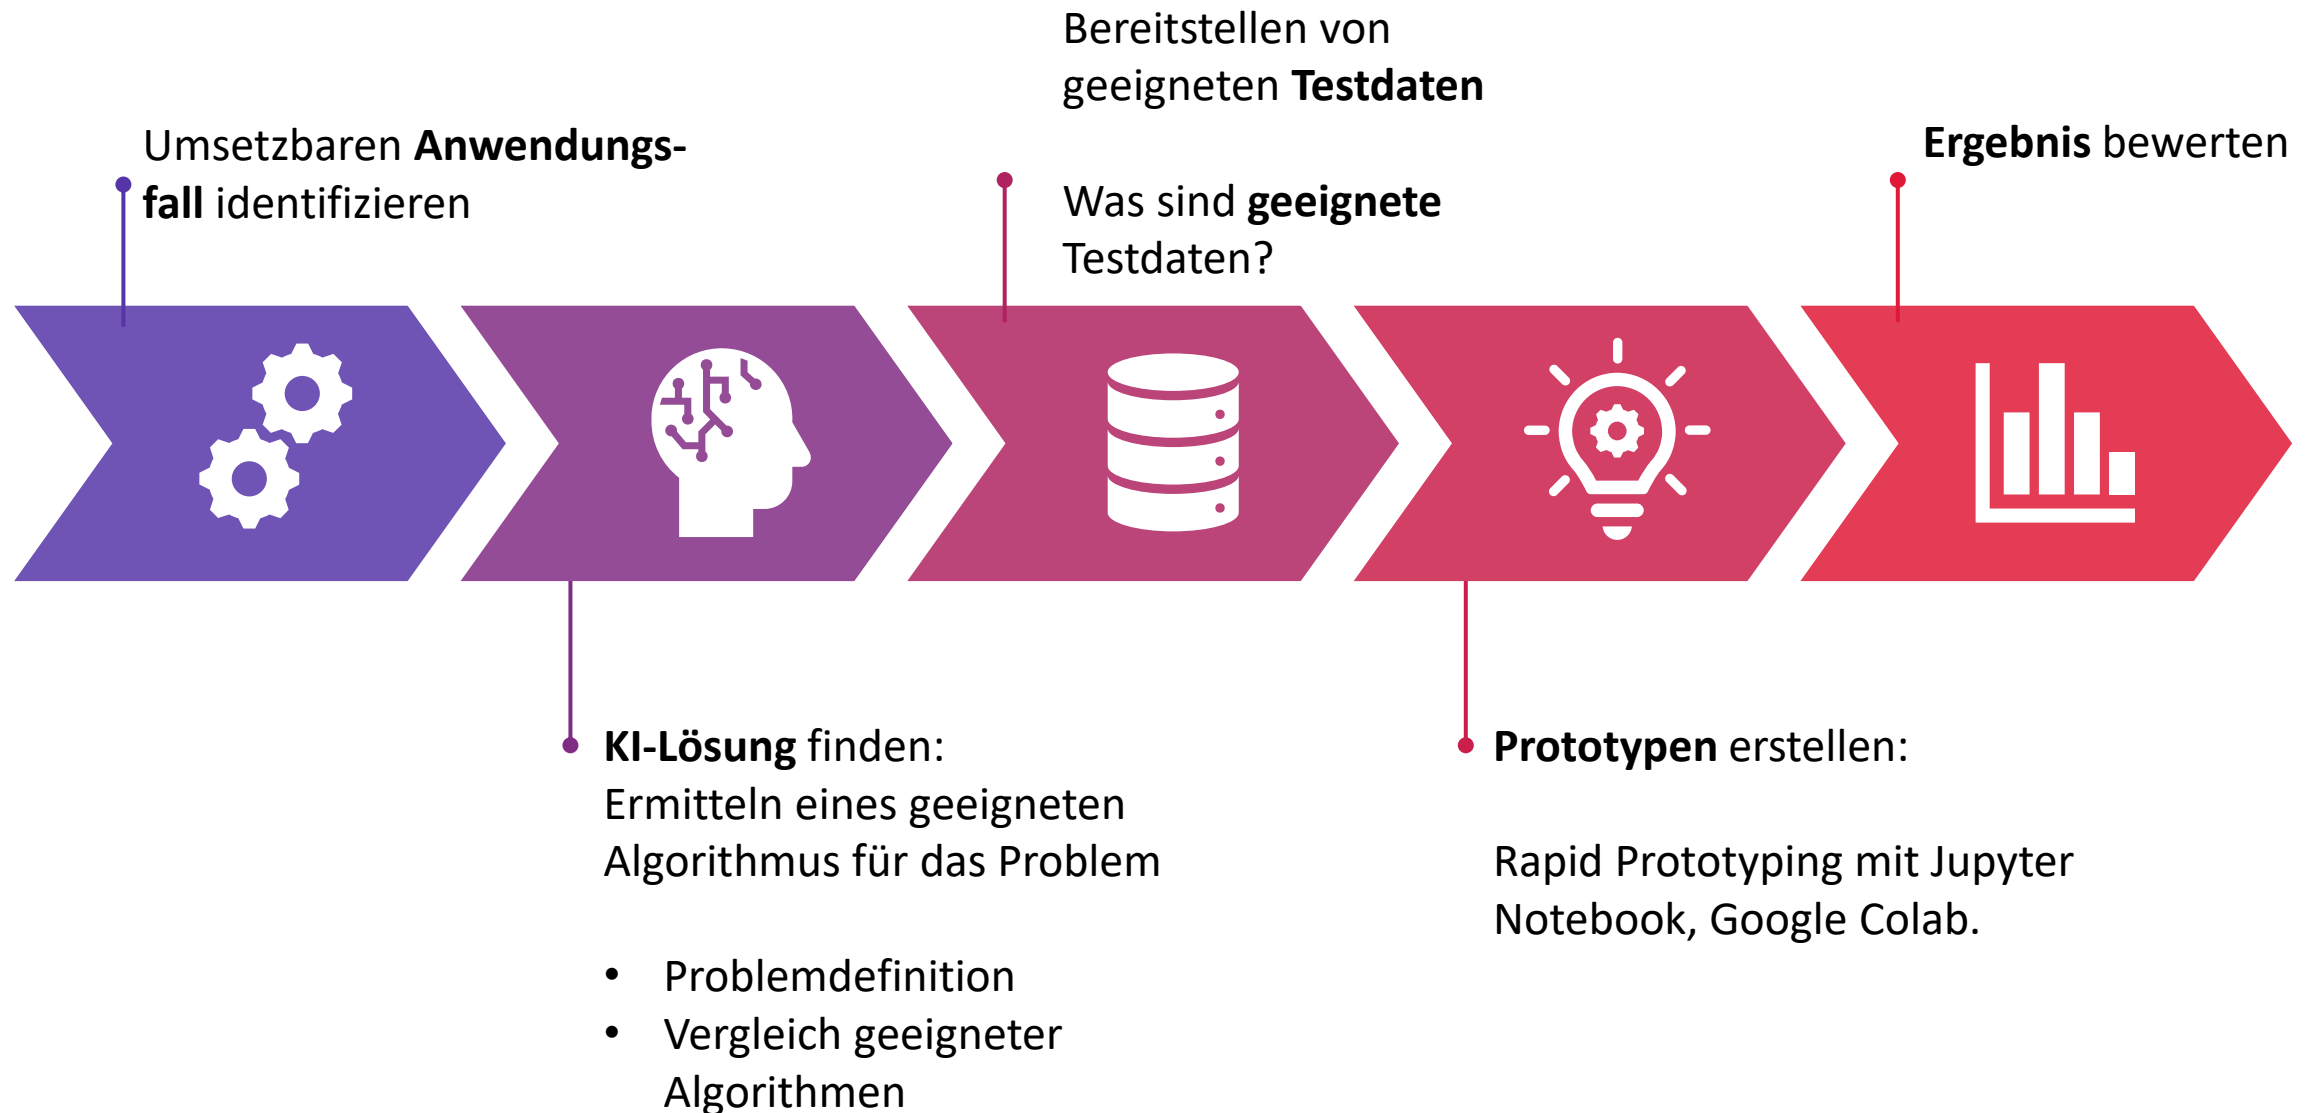 Umsetzbaren Anwendungs-
fall identifizieren
KI-Lösung finden:
Ermitteln eines geeigneten
Algorithmus für das Problem
• Problemdefinition
• Vergleich geeigneter
Algorithmen
Bereitstellen von
geeigneten Testdaten
Was sind geeignete
Testdaten?
Prototypen erstellen:
Rapid Prototyping mit Jupyter
Notebook, Google Colab.
Ergebnis bewerten